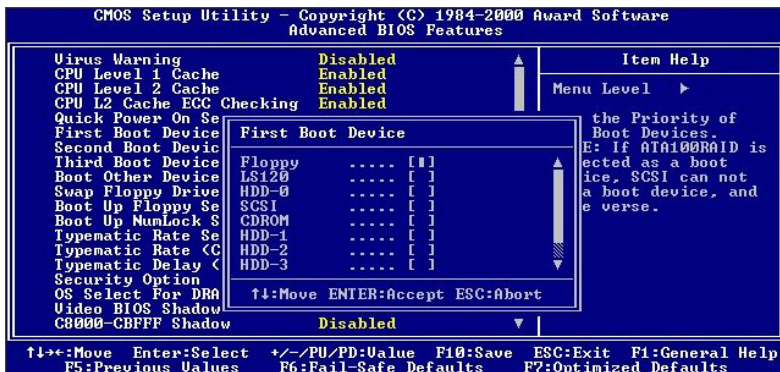 CMOS Setup Utility - Copyright (C) 1984-2000 Award Software
Advanced BIOS Features
Virus Warning Disabled
CPU Level 1 Cache Enabled
CPU Level 2 Cache Enabled
CPU L2 Cache ECC Checking Enabled
Quick Power On Se
First Boot Device
Second Boot Devic
Third Boot Device
Boot Other Device
Swap Floppy Drive
Boot Up Floppy Se
Boot Up NumLock S
Typematic Rate Se
Typematic Rate (C
Typematic Delay (
Security Option
OS Select For DRA
Video BIOS Shadow
C8000-CBFFF Shadow Disabled
First Boot Device
Floppy ..... [▮]
LS120 ..... [ ]
HDD-0 ..... [ ]
SCSI ..... [ ]
CDROM ..... [ ]
HDD-1 ..... [ ]
HDD-2 ..... [ ]
HDD-3 ..... [ ]
↑↓:Move ENTER:Accept ESC:Abort
Item Help
Menu Level ▶
the Priority of
Boot Devices.
E: If ATA100RAID is
ected as a boot
ice, SCSI can not
a boot device, and
e verse.
↑↓→←:Move Enter:Select +/-/PU/PD:Value F10:Save ESC:Exit F1:General Help
F5:Previous Values F6:Fail-Safe Defaults F7:Optimized Defaults